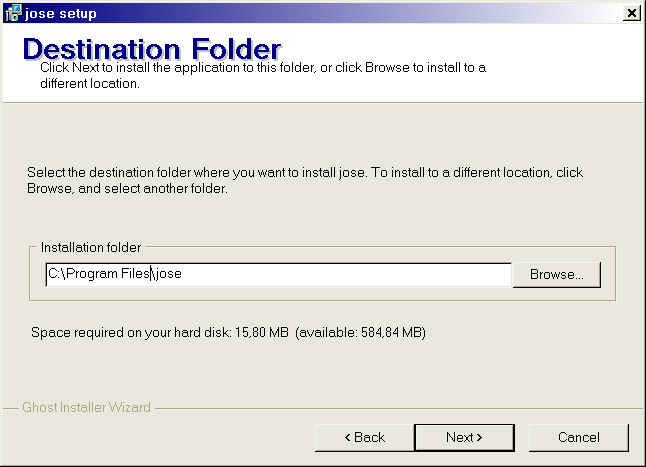 jose setup
Destination Folder
Click Next to install the application to this folder, or click Browse to install to a
different location.
Select the destination folder where you want to install jose. To install to a different location, click
Browse, and select another folder.
Installation folder
C:\Program Files\jose
Browse...
Space required on your hard disk: 15,80 MB (available: 584,84 MB)
Ghost Installer Wizard
< Back
Next >
Cancel